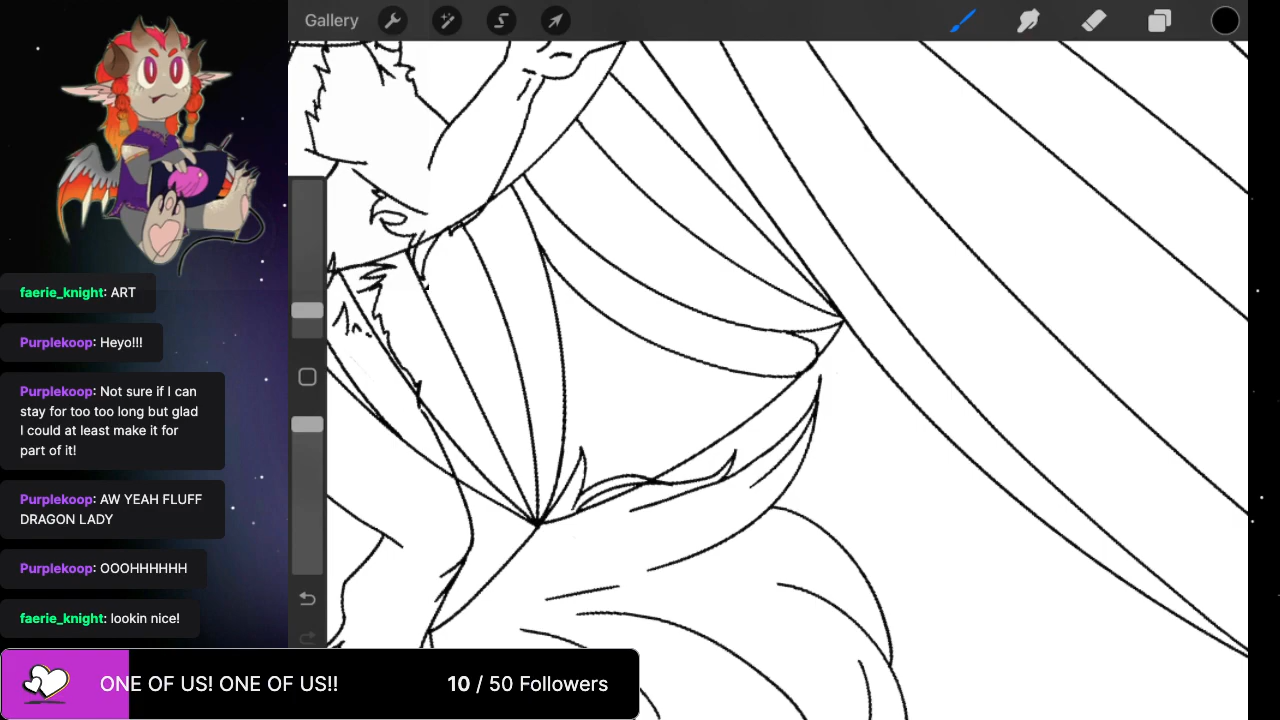 Gallery
faerie_knight: ART
Purplekoop: Heyo!!!
Purplekoop: Not sure if I can
stay for too too long but glad
I could at least make it for
part of it!
Purplekoop: AW YEAH FLUFF
DRAGON LADY
Purplekoop: OOOHHHHHH
faerie_knight: lookin nice!
ONE OF US! ONE OF US!! 10 / 50 Followers